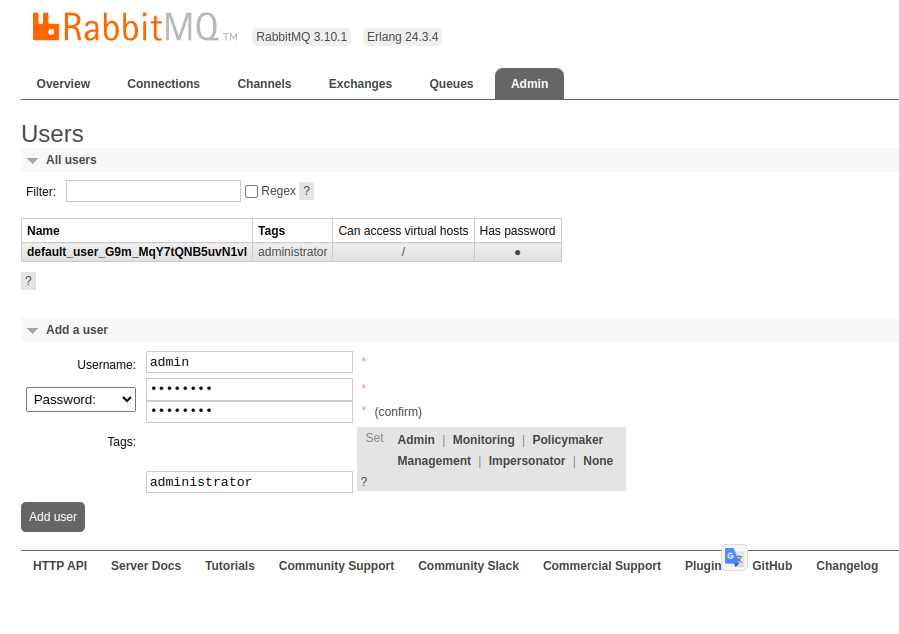 RabbitMQ TM RabbitMQ 3.10.1 Erlang 24.3.4
Overview Connections Channels Exchanges Queues Admin
Users
All users
Filter: Regex ?
Name Tags Can access virtual hosts Has password
default_user_G9m_MqY7tQNB5uvN1vI administrator / ●
?
Add a user
Username: admin *
Password: •••••••• *
•••••••• * (confirm)
Tags: Set Admin | Monitoring | Policymaker
Management | Impersonator | None
administrator ?
Add user
HTTP API Server Docs Tutorials Community Support Community Slack Commercial Support Plugin GitHub Changelog